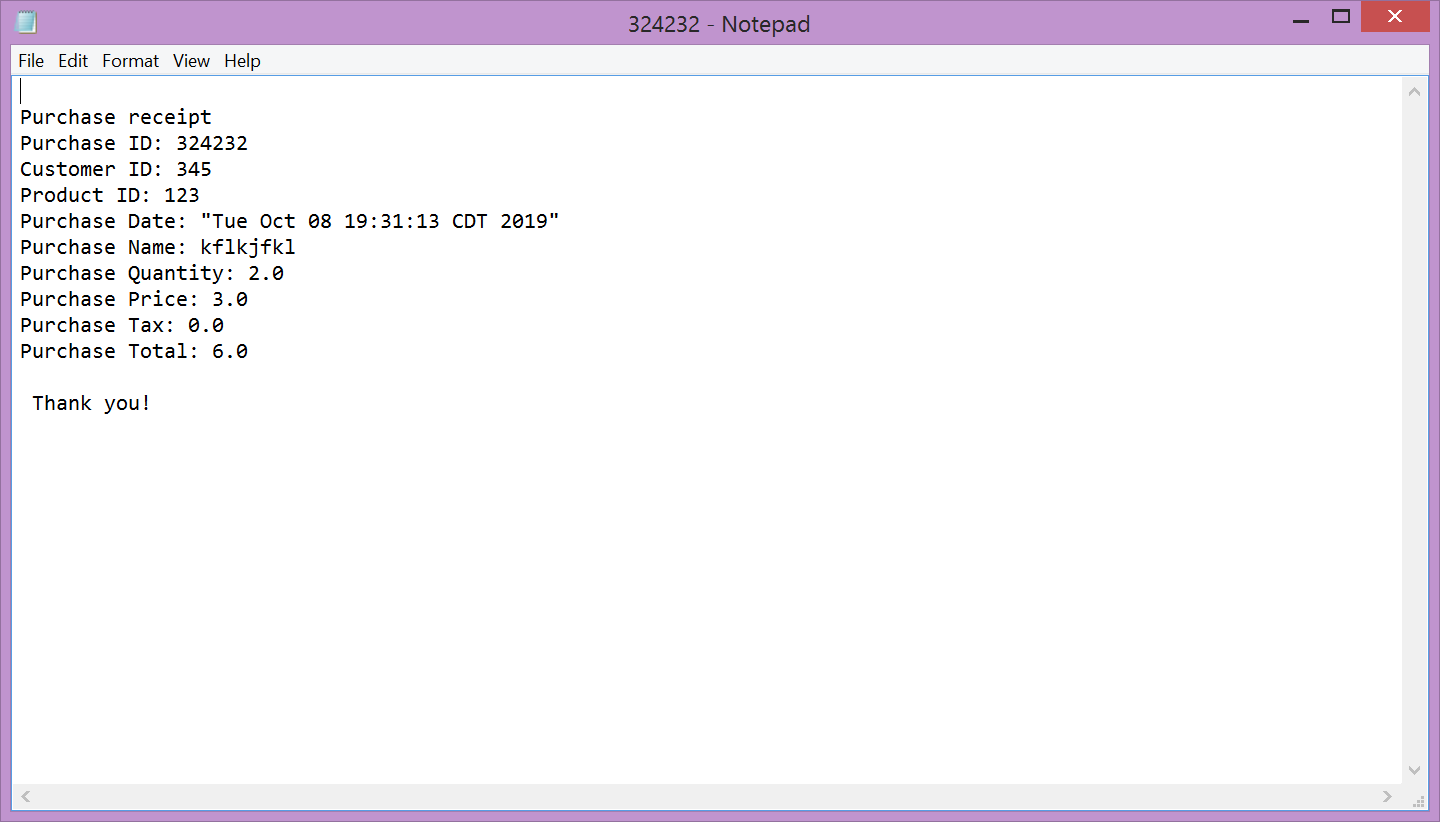 324232 - Notepad
File Edit Format View Help
Purchase receipt
Purchase ID: 324232
Customer ID: 345
Product ID: 123
Purchase Date: "Tue Oct 08 19:31:13 CDT 2019"
Purchase Name: kflkjfkl
Purchase Quantity: 2.0
Purchase Price: 3.0
Purchase Tax: 0.0
Purchase Total: 6.0
Thank you!